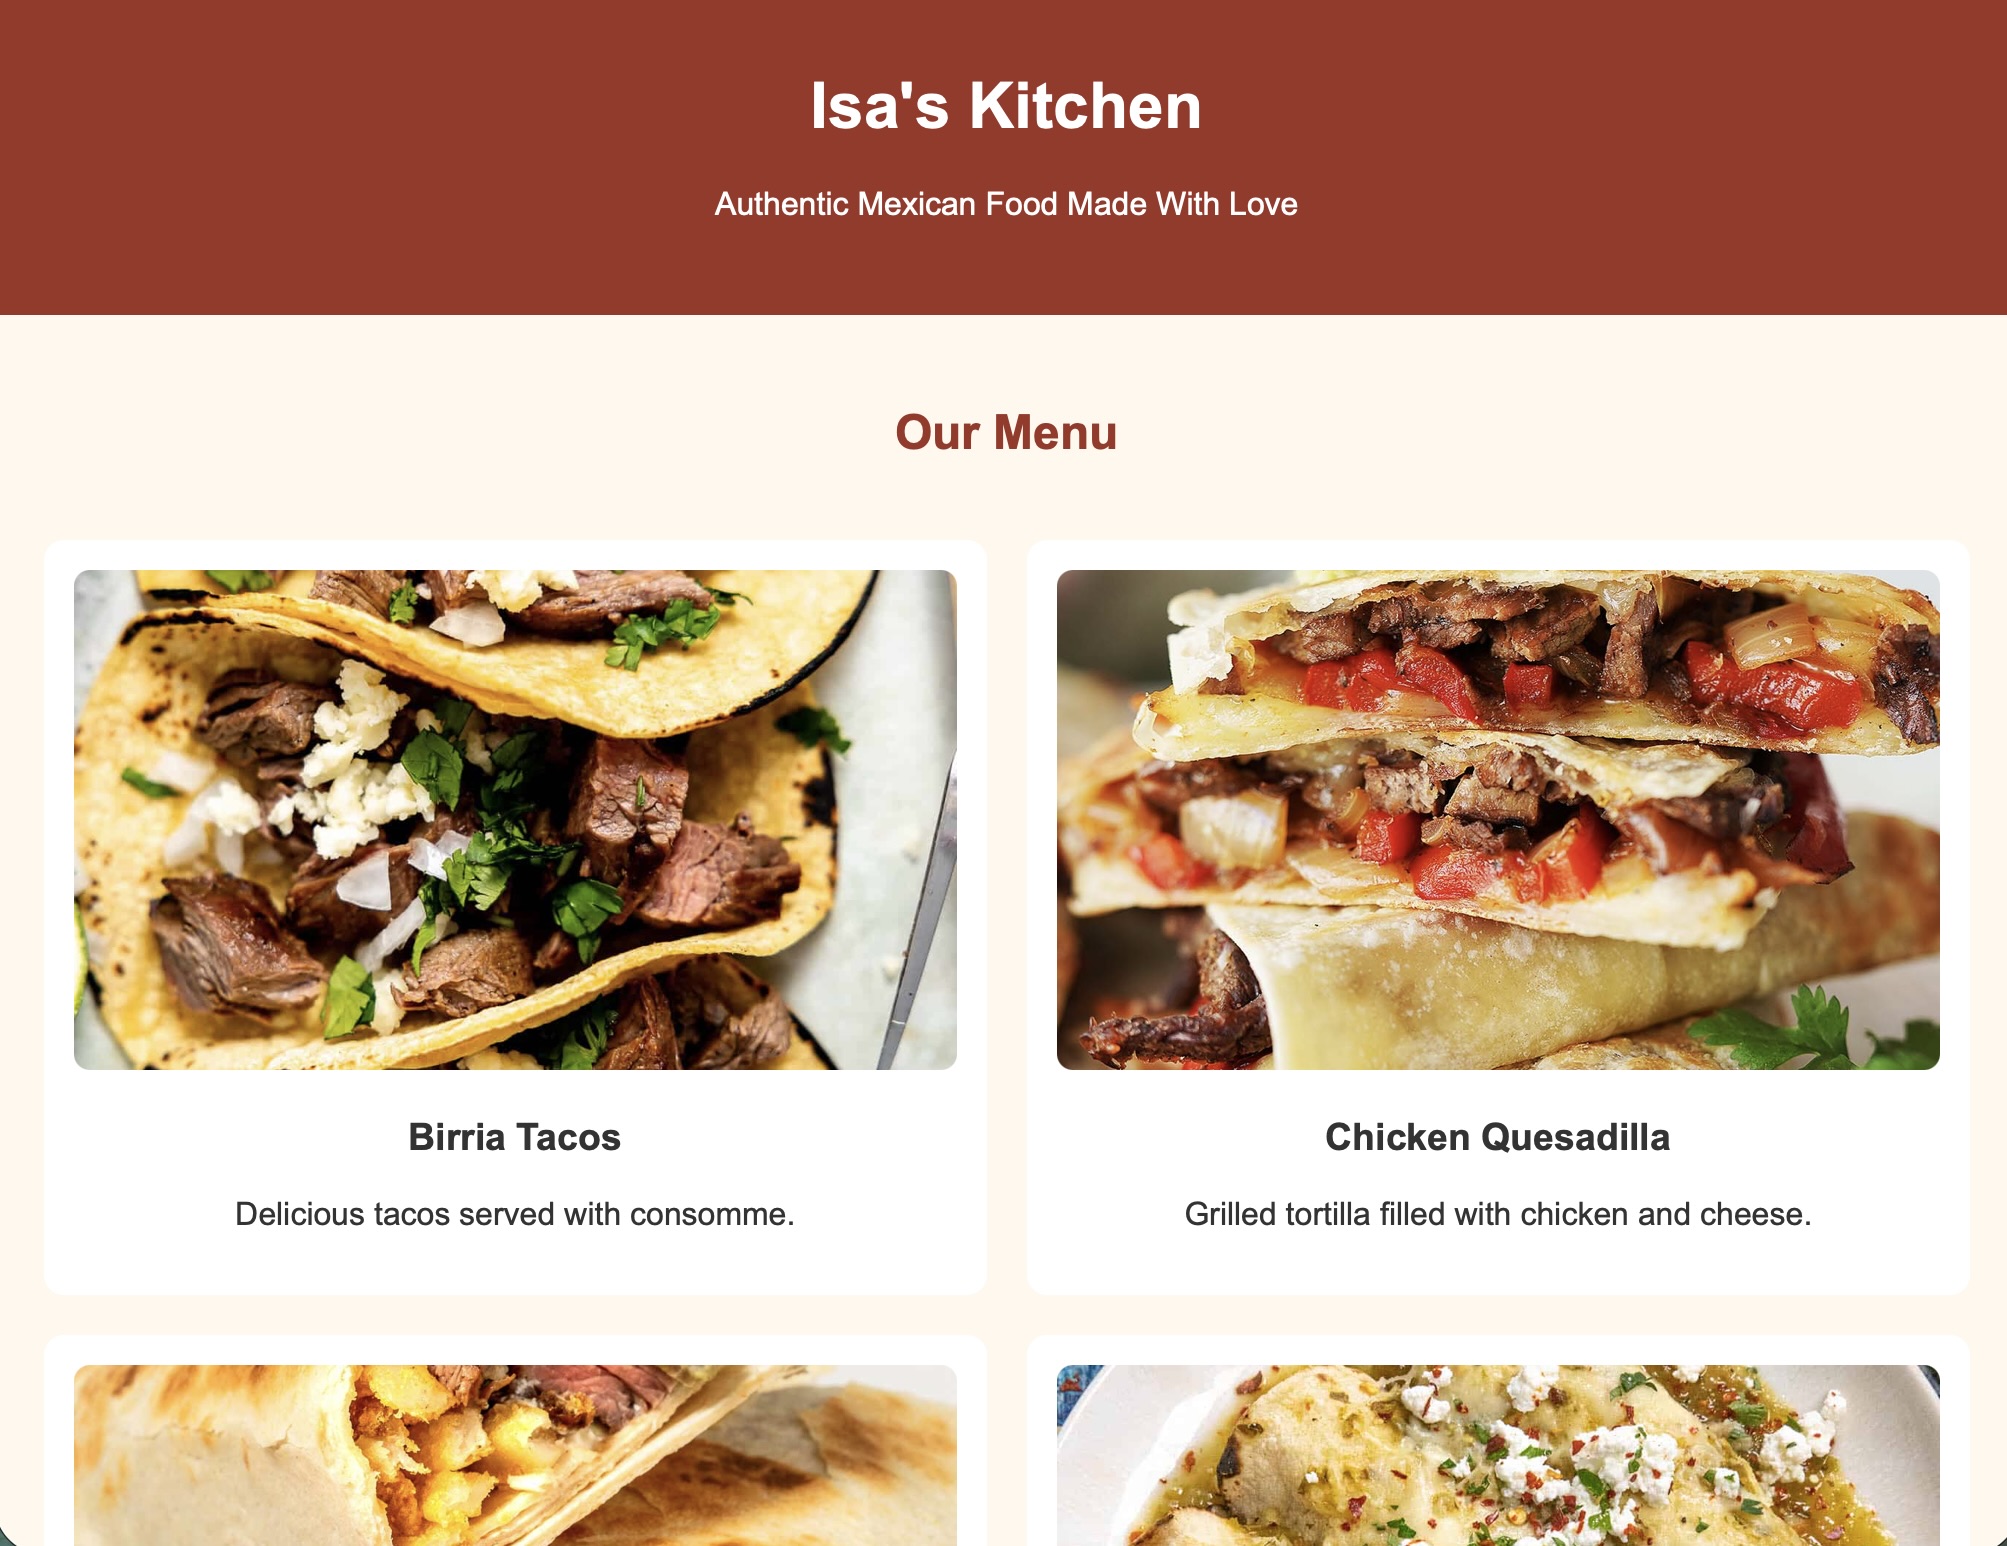 Isa's Kitchen
Authentic Mexican Food Made With Love
Our Menu
Birria Tacos
Chicken Quesadilla
Delicious tacos served with consomme.
Grilled tortilla filled with chicken and cheese.